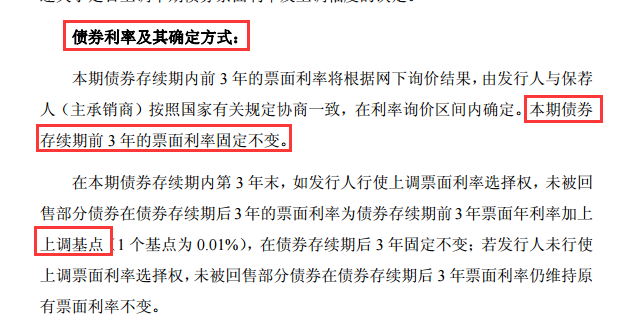 债券利率及其确定方式：
本期债券存续期内前 3 年的票面利率将根据网下询价结果，由发行人与保荐
人（主承销商）按照国家有关规定协商一致，在利率询价区间内确定。本期债券
存续期前 3 年的票面利率固定不变。
在本期债券存续期内第 3 年末，如发行人行使上调票面利率选择权，未被回
售部分债券在债券存续期后 3 年的票面利率为债券存续期前 3 年票面年利率加上
上调基点（1 个基点为 0.01%），在债券存续期后 3 年固定不变；若发行人未行使
上调票面利率选择权，未被回售部分债券在债券存续期后 3 年票面利率仍维持原
有票面利率不变。